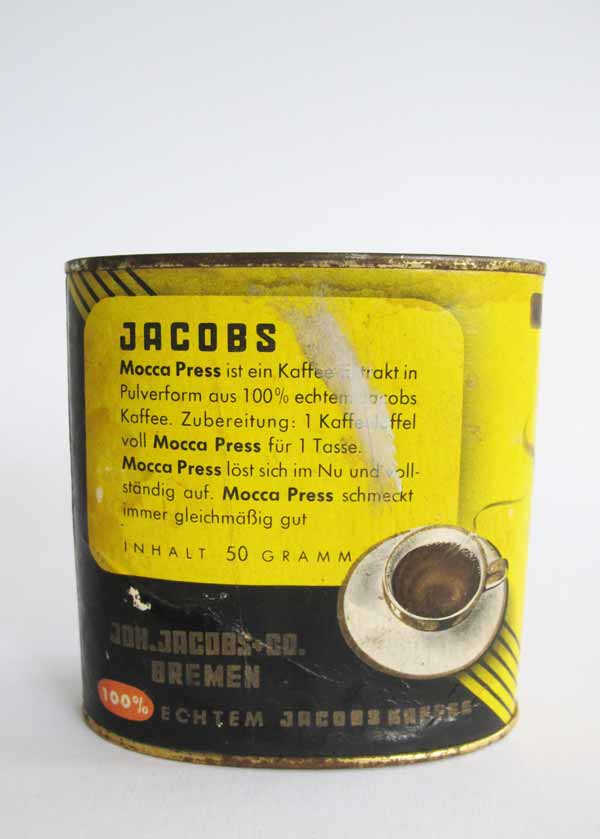 JACOBS
Mocca Press ist ein Kaffee-Extrakt in
Pulverform aus 100% echtem Jacobs
Kaffee. Zubereitung: 1 Kaffeelöffel
voll Mocca Press für 1 Tasse.
Mocca Press löst sich im Nu und voll-
ständig auf. Mocca Press schmeckt
immer gleichmäßig gut
INHALT 50 GRAMM
JOH. JACOBS + CO.
BREMEN
100% ECHTEM JACOBS KAFFEE